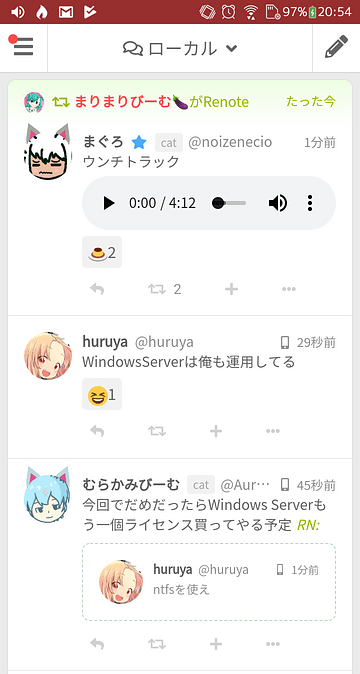 97% 20:54
ローカル
まりまりびーむ🍆がRenote たった今
まぐろ cat @noizenecio 1分前
ウンチトラック
0:00 / 4:12
🍮2
2
huruya @huruya 29秒前
WindowsServerは俺も運用してる
😆1
むらかみびーむ cat @Aur… 45秒前
今回でだめだったらWindows Serverも
う一個ライセンス買ってやる予定 RN:
huruya @huruya 1分前
ntfsを使え